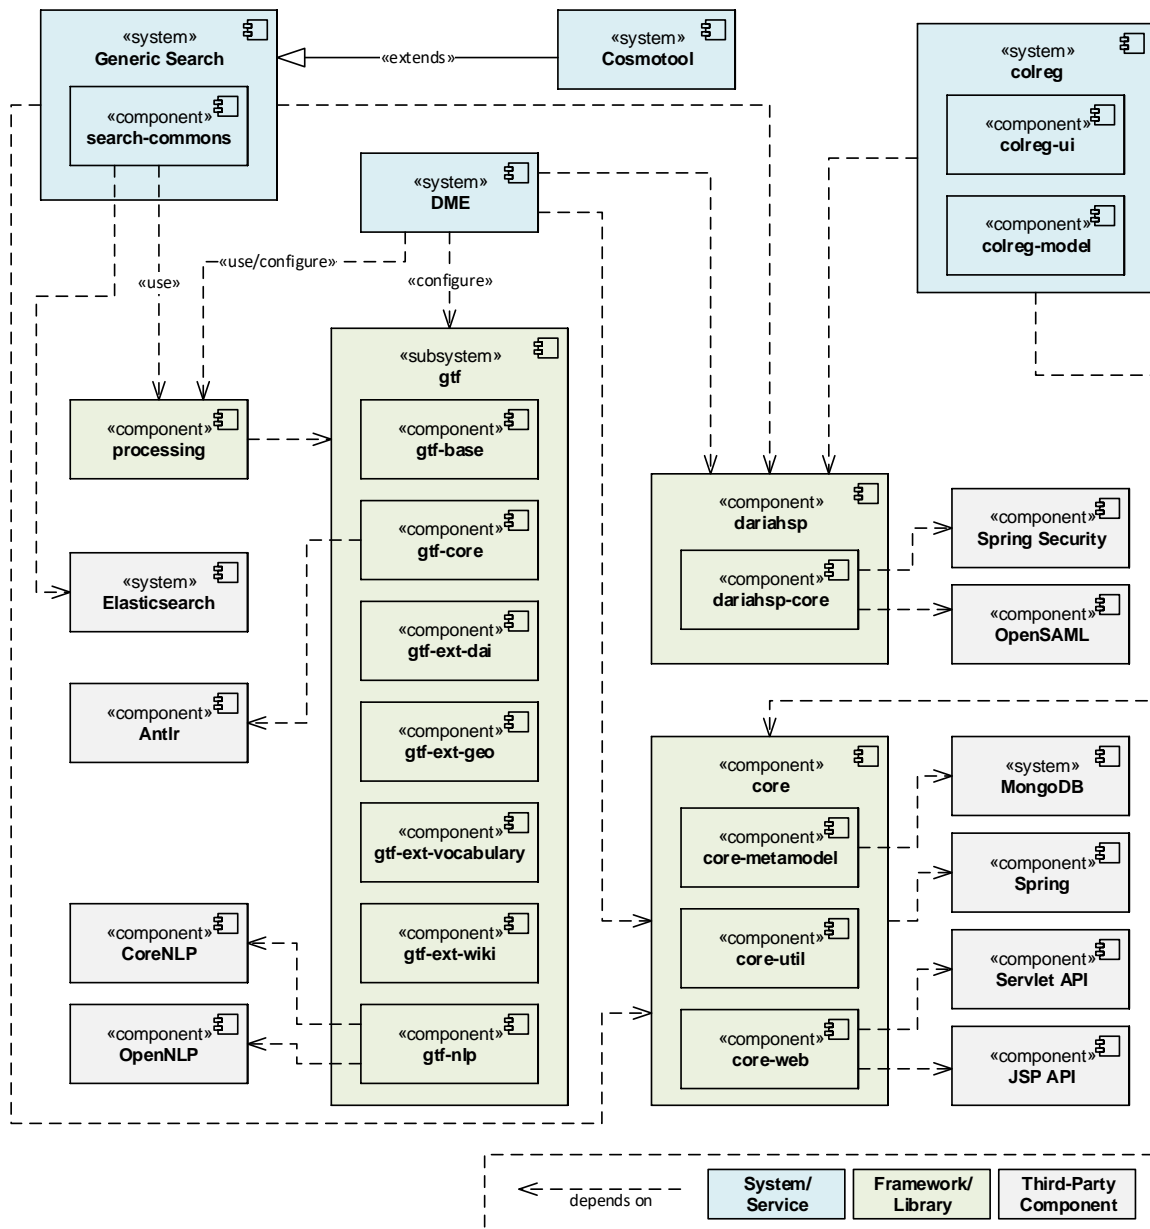 «system»
Generic Search
«component»
search-commons
«extends»
«system»
Cosmotool
«system»
colreg
«component»
colreg-ui
«component»
colreg-model
«system»
DME
«use/configure»
«use»
«configure»
«subsystem»
gtf
«component»
gtf-base
«component»
gtf-core
«component»
gtf-ext-dai
«component»
gtf-ext-geo
«component»
gtf-ext-vocabulary
«component»
gtf-ext-wiki
«component»
gtf-nlp
«component»
processing
«system»
Elasticsearch
«component»
Antlr
«component»
CoreNLP
«component»
OpenNLP
«component»
dariahsp
«component»
dariahsp-core
«component»
Spring Security
«component»
OpenSAML
«component»
core
«component»
core-metamodel
«component»
core-util
«component»
core-web
«system»
MongoDB
«component»
Spring
«component»
Servlet API
«component»
JSP API
depends on
System/
Service
Framework/
Library
Third-Party
Component